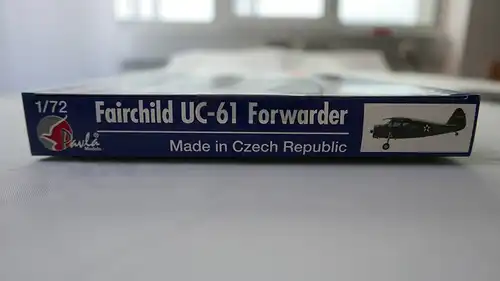 1/72
Fairchild UC-61 Forwarder
Pavla
Models
Made in Czech Republic